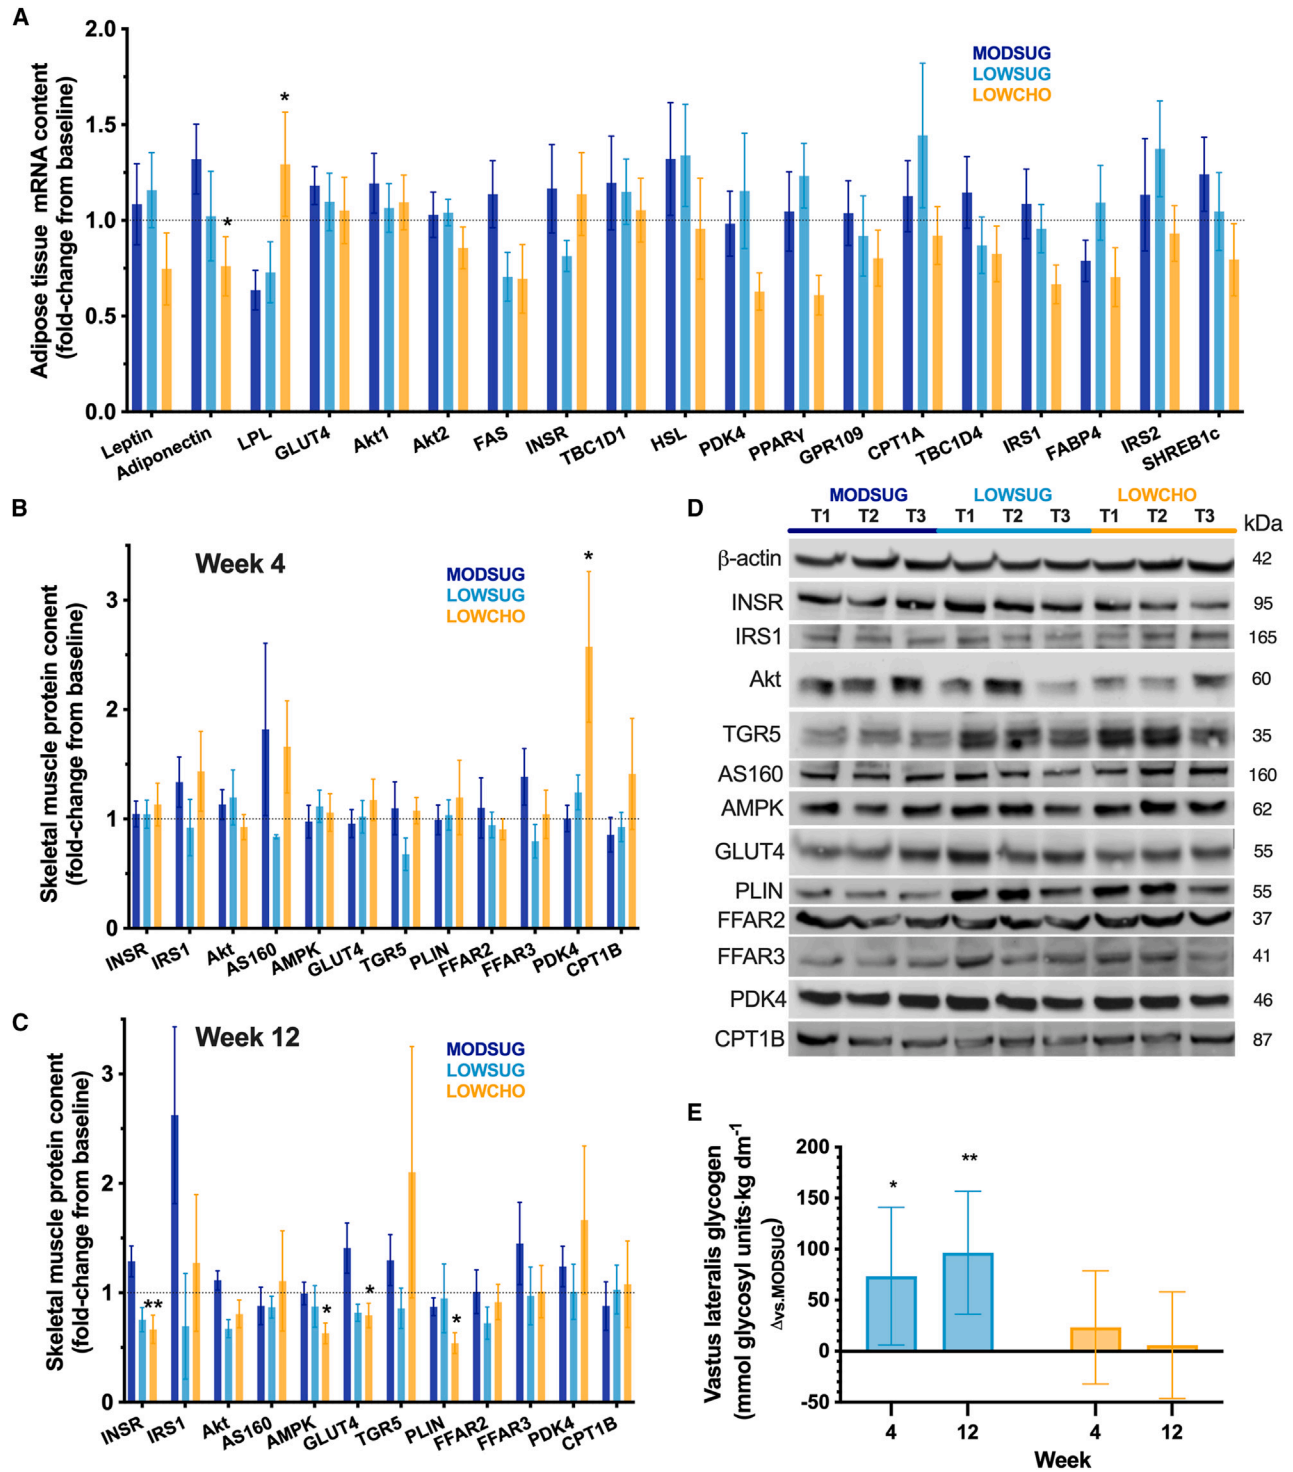 A
Adipose tissue mRNA content
(fold-change from baseline)
2.0
1.5
1.0
0.5
0.0
MODSUG
LOWSUG
LOWCHO
*
*
Leptin
Adiponectin
LPL
GLUT4
Akt1
Akt2
FAS
INSR
TBC1D1
HSL
PDK4
PPARγ
GPR109
CPT1A
TBC1D4
IRS1
FABP4
IRS2
SHREB1c
B
Week 4
Skeletal muscle protein conent
(fold-change from baseline)
3
2
1
0
MODSUG
LOWSUG
LOWCHO
*
INSR
IRS1
Akt
AS160
AMPK
GLUT4
TGR5
PLIN
FFAR2
FFAR3
PDK4
CPT1B
C
Week 12
Skeletal muscle protein conent
(fold-change from baseline)
3
2
1
0
MODSUG
LOWSUG
LOWCHO
**
*
*
*
INSR
IRS1
Akt
AS160
AMPK
GLUT4
TGR5
PLIN
FFAR2
FFAR3
PDK4
CPT1B
D
MODSUG LOWSUG LOWCHO
T1 T2 T3 T1 T2 T3 T1 T2 T3 kDa
β-actin 42
INSR 95
IRS1 165
Akt 60
TGR5 35
AS160 160
AMPK 62
GLUT4 55
PLIN 55
FFAR2 37
FFAR3 41
PDK4 46
CPT1B 87
E
Vastus lateralis glycogen
(mmol glycosyl units·kg dm⁻¹
Δvs.MODSUG)
200
150
100
50
0
-50
*
**
4 12 4 12
Week